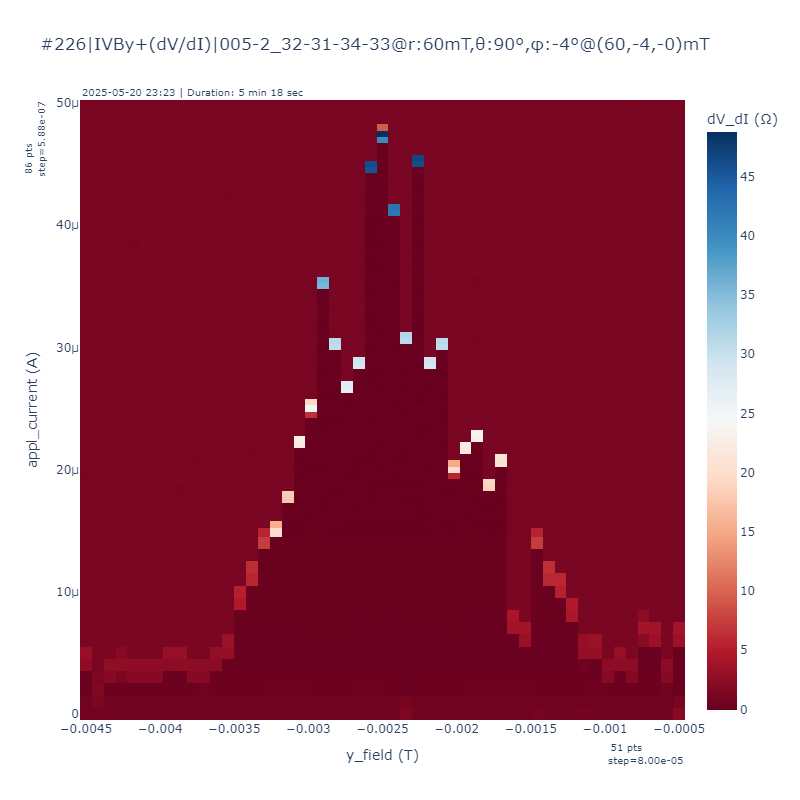 #226|IVBy+(dV/dI)|005-2_32-31-34-33@r:60mT,θ:90°,φ:-4°@(60,-4,-0)mT
2025-05-20 23:23 | Duration: 5 min 18 sec
86 pts
step=5.88e-07
appl_current (A)
50μ
40μ
30μ
20μ
10μ
0
−0.0045
−0.004
−0.0035
−0.003
−0.0025
−0.002
−0.0015
−0.001
−0.0005
y_field (T)
51 pts
step=8.00e-05
dV_dI (Ω)
45
40
35
30
25
20
15
10
5
0